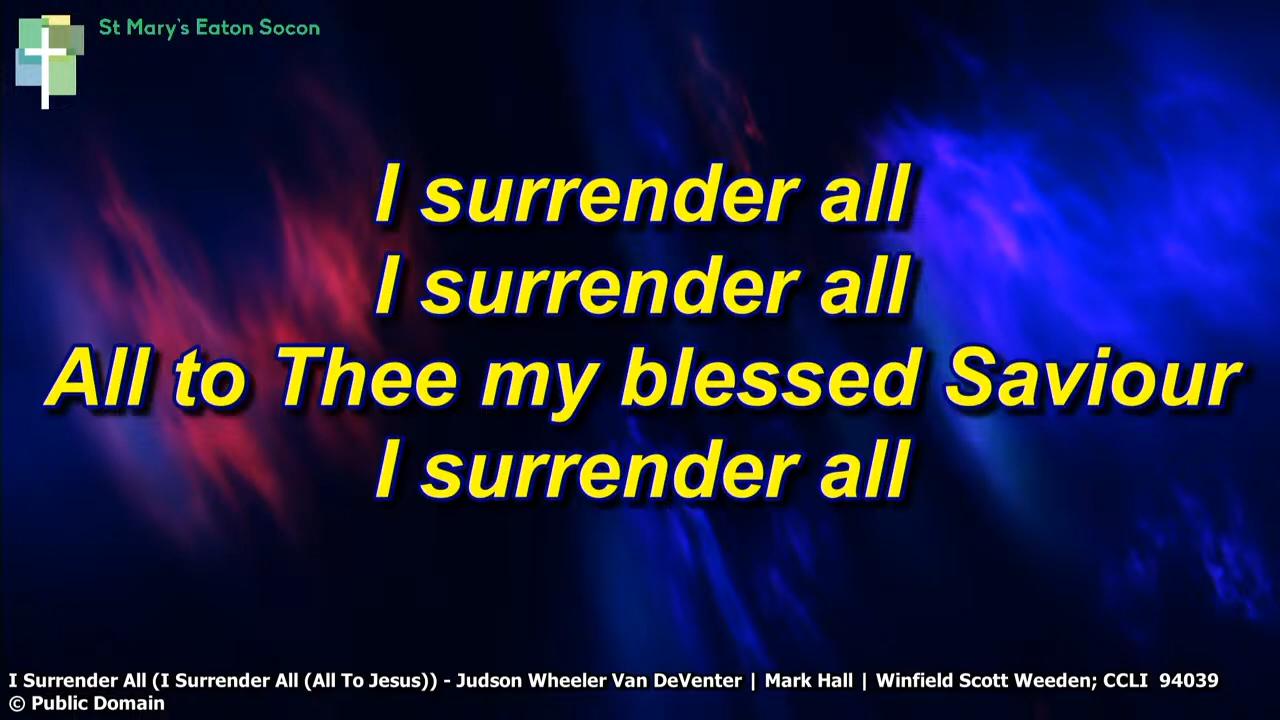 St Mary's Eaton Socon
I surrender all
I surrender all
All to Thee my blessed Saviour
I surrender all
I Surrender All (I Surrender All (All To Jesus)) - Judson Wheeler Van DeVenter | Mark Hall | Winfield Scott Weeden; CCLI 94039
© Public Domain